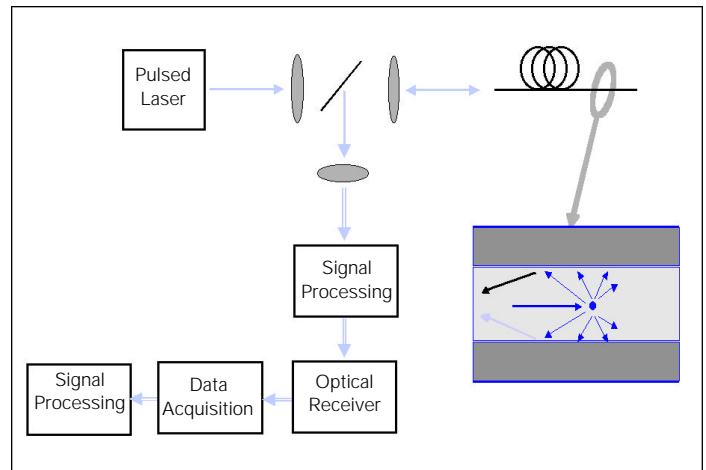 Pulsed
Laser
Signal
Processing
Signal
Processing
Data
Acquisition
Optical
Receiver